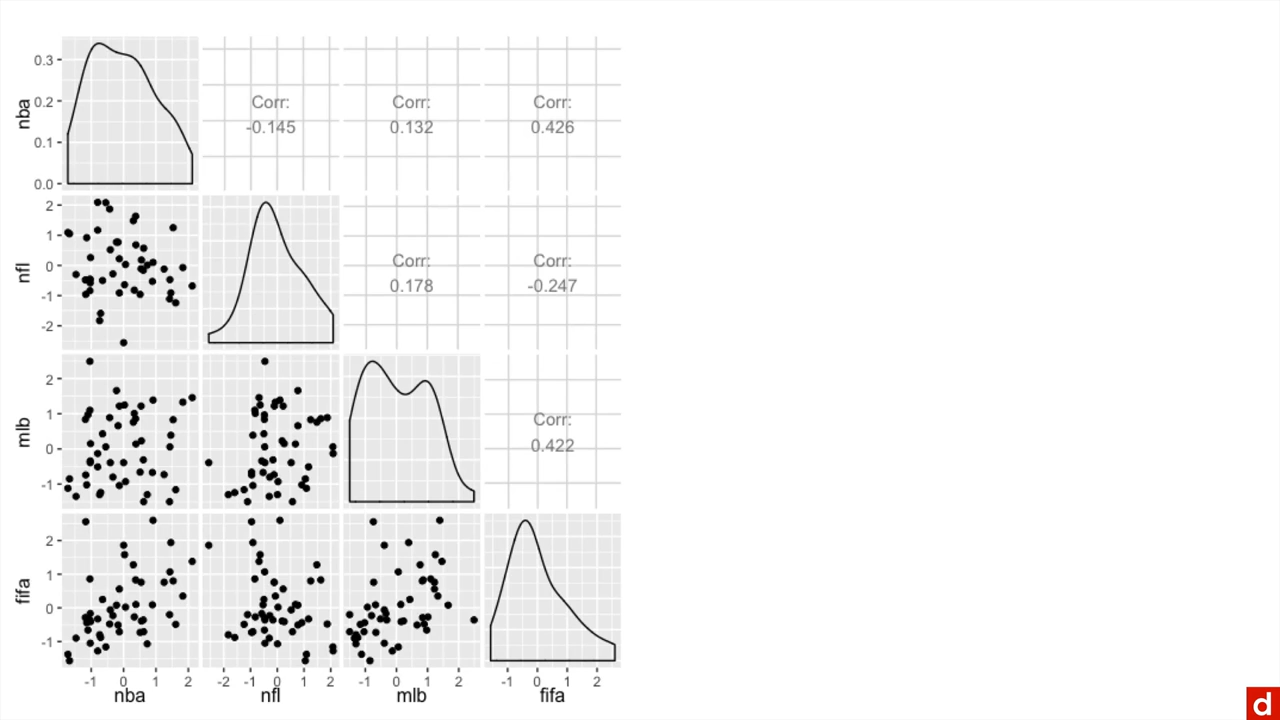 nba
0.3
0.2
0.1
0.0
Corr:
-0.145
Corr:
0.132
Corr:
0.426
nfl
2
1
0
-1
-2
Corr:
0.178
Corr:
-0.247
mlb
2
1
0
-1
Corr:
0.422
fifa
2
1
0
-1
-1 0 1 2
-2 -1 0 1 2
-1 0 1 2
-1 0 1 2
nba nfl mlb fifa
d